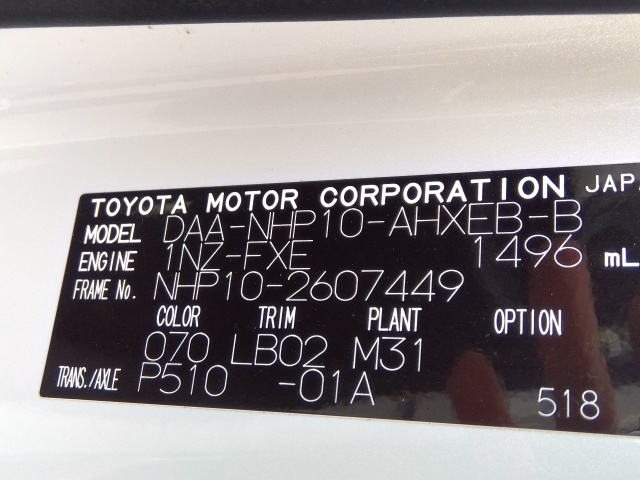 TOYOTA MOTOR CORPORATION JAPA
MODEL DAA-NHP10-AHXEB-B
ENGINE 1NZ-FXE 1496 mL
FRAME No. NHP10-2607449
COLOR TRIM PLANT OPTION
070 LB02 M31
TRANS./AXLE P510 -01A
518